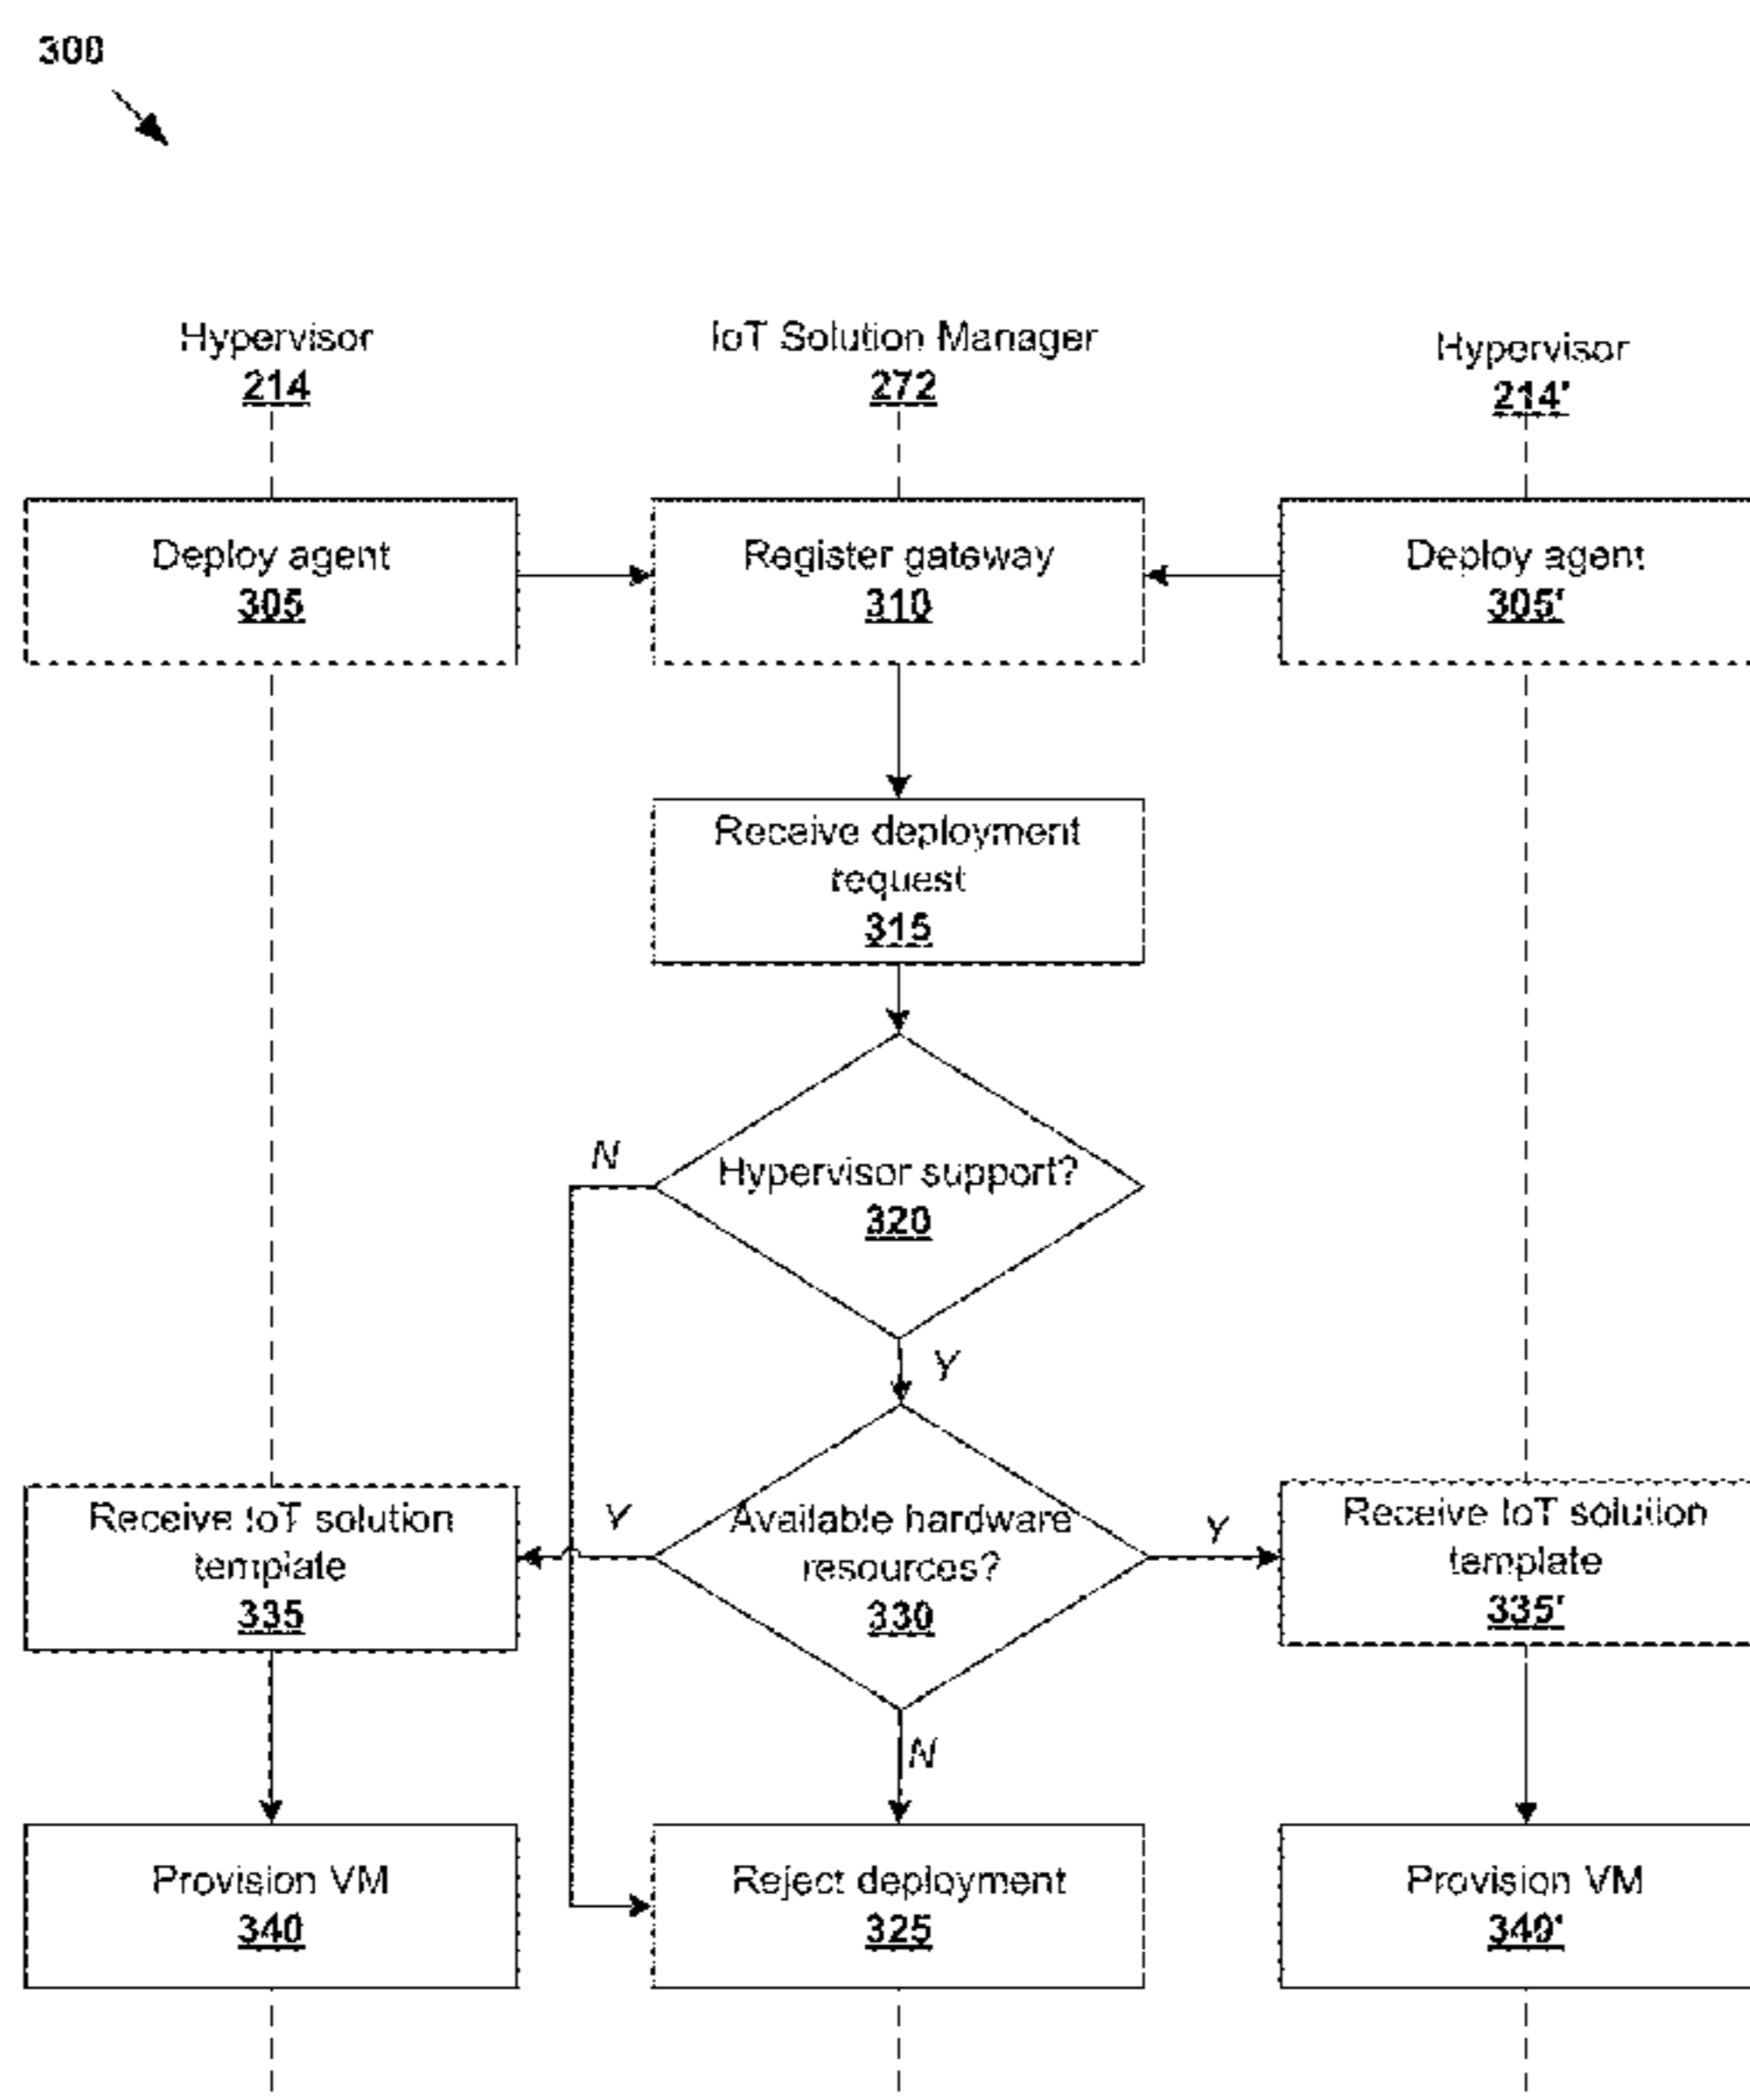 300
Hypervisor
214
IoT Solution Manager
272
Hypervisor
214'
Deploy agent
305
Register gateway
310
Deploy agent
305'
Receive deployment
request
315
N
Hypervisor support?
320
Y
Receive IoT solution
template
335
Y
Available hardware
resources?
330
Y
Receive IoT solution
template
335'
N
Provision VM
340
Reject deployment
325
Provision VM
340'